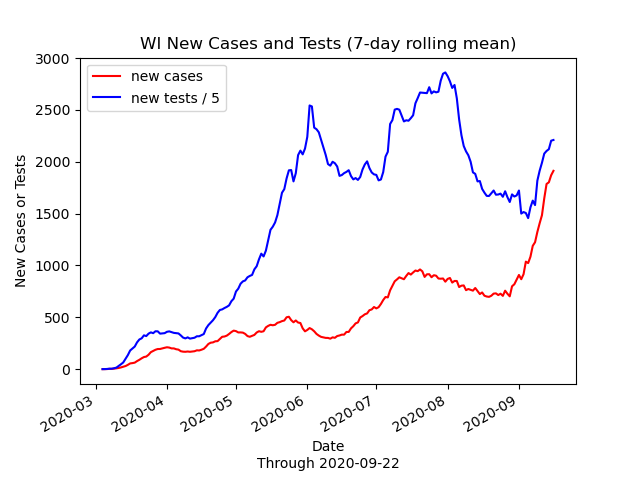 WI New Cases and Tests (7-day rolling mean)
new cases
new tests / 5
New Cases or Tests
3000
2500
2000
1500
1000
500
0
2020-03
2020-04
2020-05
2020-06
2020-07
2020-08
2020-09
Date
Through 2020-09-22